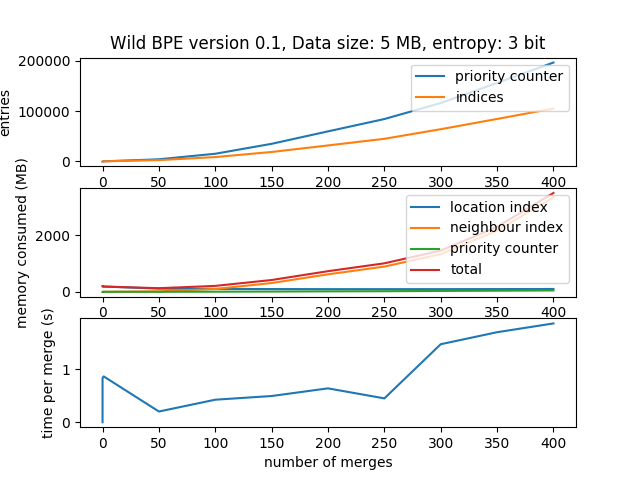 Wild BPE version 0.1, Data size: 5 MB, entropy: 3 bit
entries
200000
100000
0
priority counter
indices
0 50 100 150 200 250 300 350 400
memory consumed (MB)
2000
0
location index
neighbour index
priority counter
total
0 50 100 150 200 250 300 350 400
time per merge (s)
1
0
0 50 100 150 200 250 300 350 400
number of merges